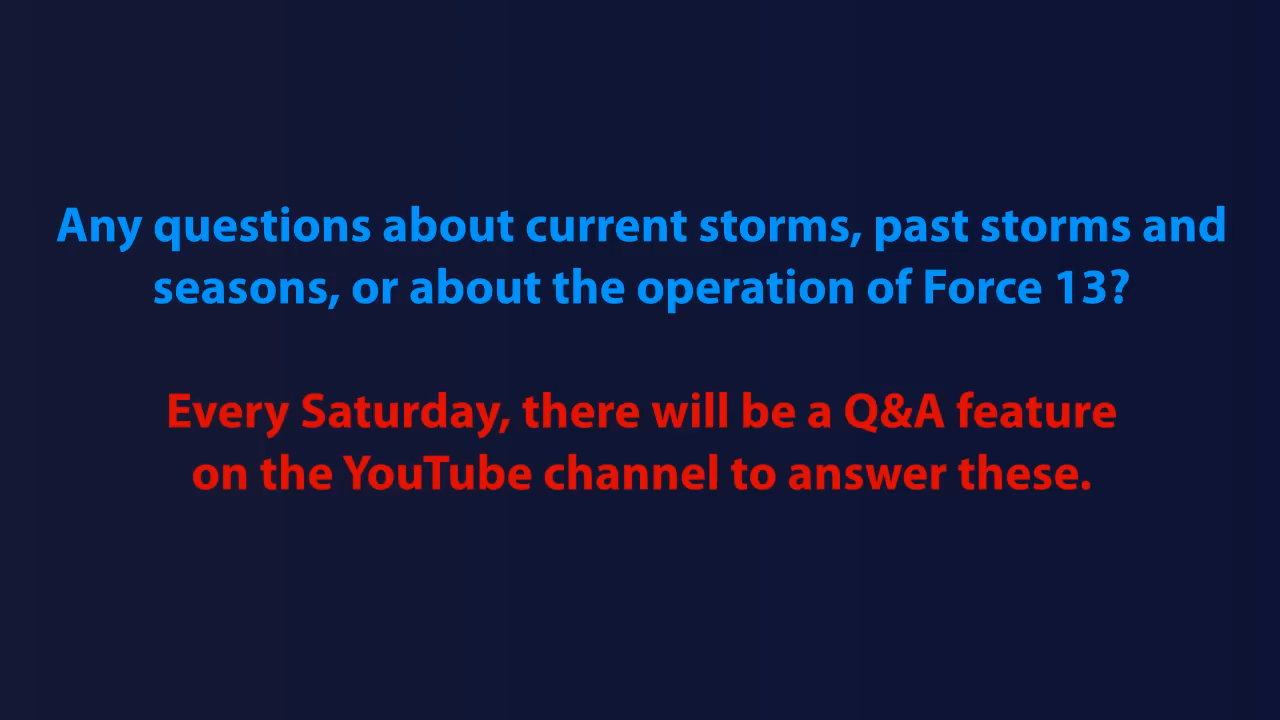 Any questions about current storms, past storms and
seasons, or about the operation of Force 13?
Every Saturday, there will be a Q&A feature
on the YouTube channel to answer these.